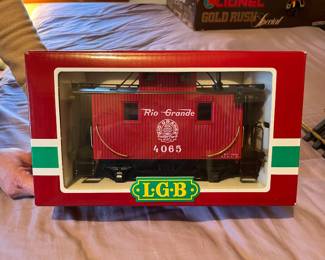 LIONEL
GOLD RUSH Special
Rio Grande
4065
LGB